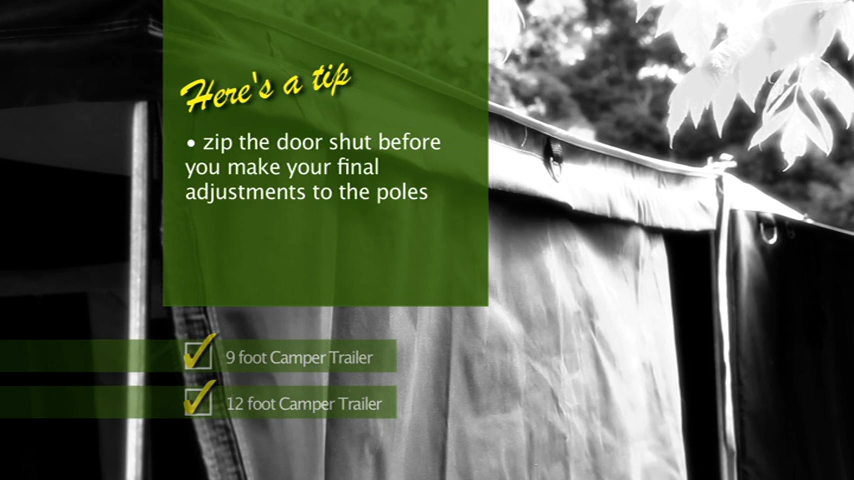 Here's a tip
• zip the door shut before
you make your final
adjustments to the poles
9 foot Camper Trailer
12 foot Camper Trailer